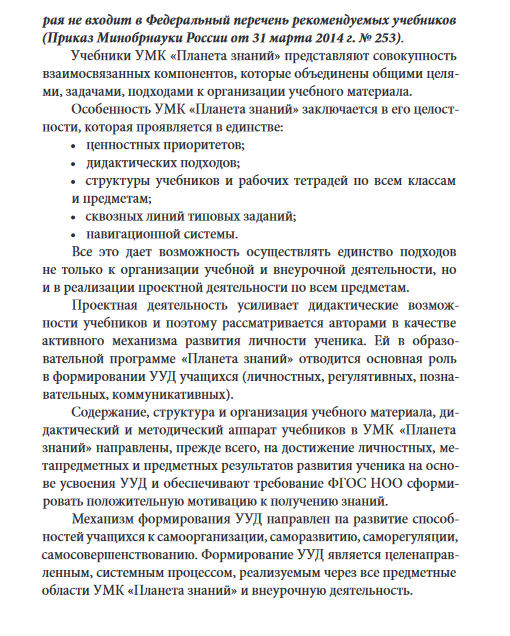 рая не входит в Федеральный перечень рекомендуемых учебников
(Приказ Минобрнауки России от 31 марта 2014 г. № 253).
Учебники УМК «Планета знаний» представляют совокупность
взаимосвязанных компонентов, которые объединены общими целя-
ми, задачами, подходами к организации учебного материала.
Особенность УМК «Планета знаний» заключается в его целост-
ности, которая проявляется в единстве:
• ценностных приоритетов;
• дидактических подходов;
• структуры учебников и рабочих тетрадей по всем классам
и предметам;
• сквозных линий типовых заданий;
• навигационной системы.
Все это дает возможность осуществлять единство подходов
не только к организации учебной и внеурочной деятельности, но
и в реализации проектной деятельности по всем предметам.
Проектная деятельность усиливает дидактические возмож-
ности учебников и поэтому рассматривается авторами в качестве
активного механизма развития личности ученика. Ей в образо-
вательной программе «Планета знаний» отводится основная роль
в формировании УУД учащихся (личностных, регулятивных, позна-
вательных, коммуникативных).
Содержание, структура и организация учебного материала, ди-
дактический и методический аппарат учебников в УМК «Планета
знаний» направлены, прежде всего, на достижение личностных, ме-
тапредметных и предметных результатов развития ученика на осно-
ве усвоения УУД и обеспечивают требование ФГОС НОО сформи-
ровать положительную мотивацию к получению знаний.
Механизм формирования УУД направлен на развитие способ-
ностей учащихся к самоорганизации, саморазвитию, саморегуляции,
самосовершенствованию. Формирование УУД является целенаправ-
ленным, системным процессом, реализуемым через все предметные
области УМК «Планета знаний» и внеурочную деятельность.